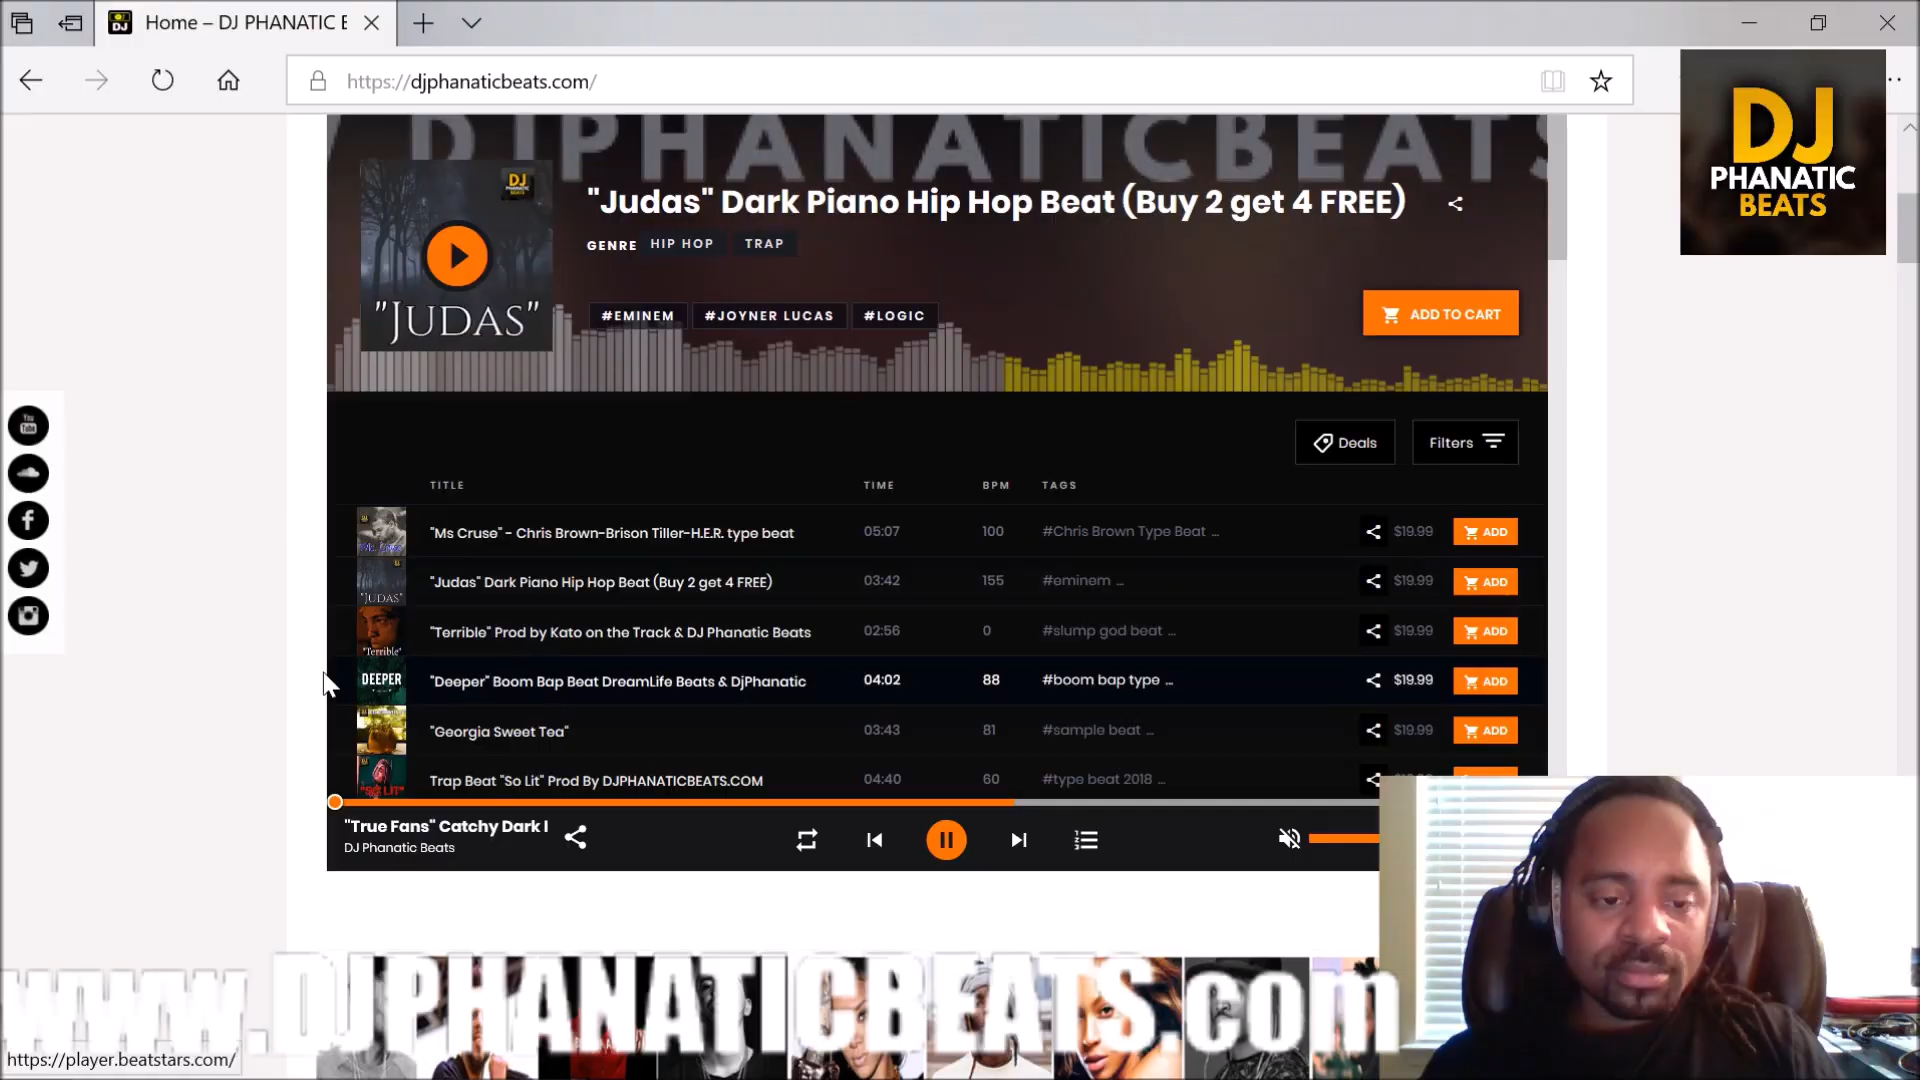 Home – DJ PHANATIC E
https://djphanaticbeats.com/
DJ
PHANATIC
BEATS
DJPHANATICBEATS
DJ
"JUDAS"
"Judas" Dark Piano Hip Hop Beat (Buy 2 get 4 FREE)
GENRE HIP HOP TRAP
#EMINEM #JOYNER LUCAS #LOGIC
ADD TO CART
Deals Filters
TITLE TIME BPM TAGS
"Ms Cruse" - Chris Brown-Brison Tiller-H.E.R. type beat 05:07 100 #Chris Brown Type Beat ... $19.99 ADD
"Judas" Dark Piano Hip Hop Beat (Buy 2 get 4 FREE) 03:42 155 #eminem ... $19.99 ADD
"JUDAS"
"Terrible" Prod by Kato on the Track & DJ Phanatic Beats 02:56 0 #slump god beat ... $19.99 ADD
"Terrible"
DEEPER "Deeper" Boom Bap Beat DreamLife Beats & DjPhanatic 04:02 88 #boom bap type ... $19.99 ADD
"Georgia Sweet Tea" 03:43 81 #sample beat ... $19.99 ADD
Trap Beat "So Lit" Prod By DJPHANATICBEATS.COM 04:40 60 #type beat 2018 ...
"SO LIT"
"True Fans" Catchy Dark
DJ Phanatic Beats
You Tube
www.DJPHANATICBEATS.com
https://player.beatstars.com/